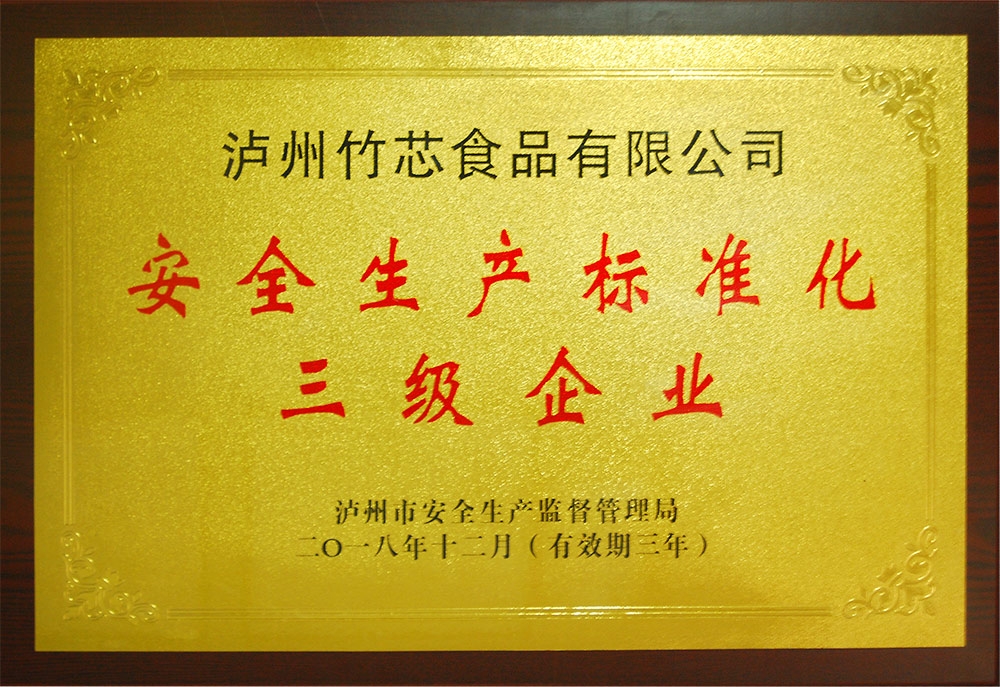 泸州竹芯食品有限公司
安全生产标准化
三级企业
泸州市安全生产监督管理局
二〇一八年十二月（有效期三年）